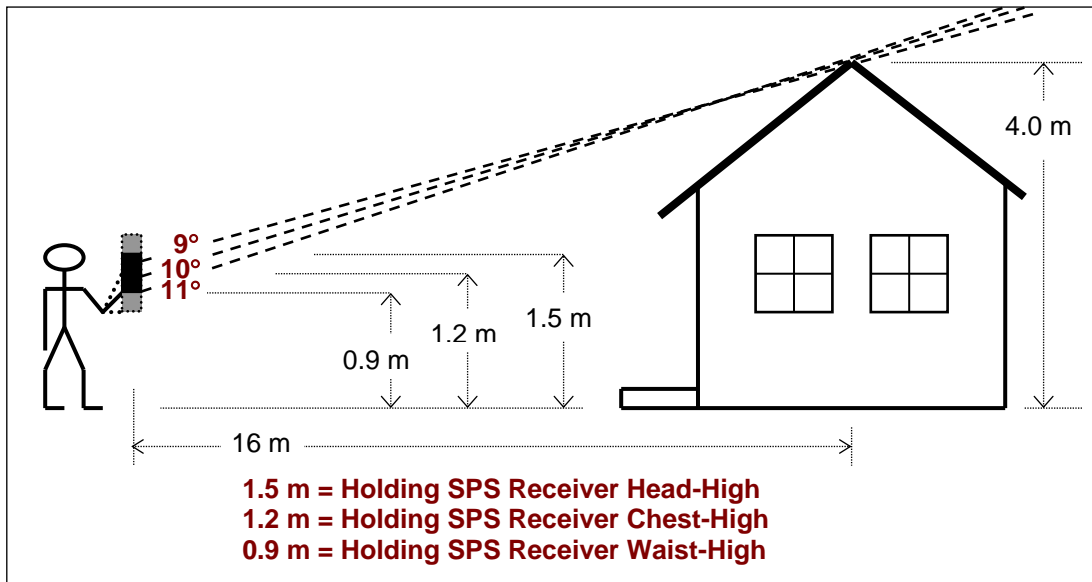 4.0 m
9°
10°
11°
1.5 m
1.2 m
0.9 m
16 m
1.5 m = Holding SPS Receiver Head-High
1.2 m = Holding SPS Receiver Chest-High
0.9 m = Holding SPS Receiver Waist-High